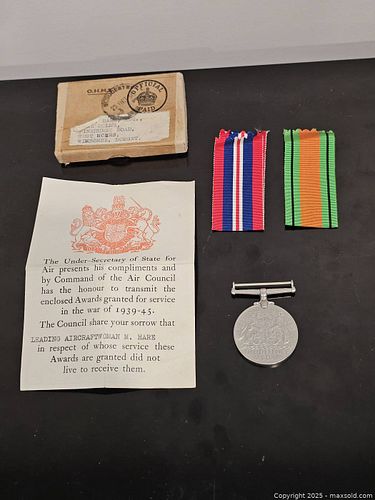 O.H.M.S.
OFFICIAL
PAID
ROAD,
DORSET.
The Under-Secretary of State for
Air presents his compliments and
by Command of the Air Council
has the honour to transmit the
enclosed Awards granted for service
in the war of 1939-45.
The Council share your sorrow that
LEADING AIRCRAFTWOMAN M. MARE
in respect of whose service these
Awards are granted did not
live to receive them.
Copyright 2025 - maxsold.com